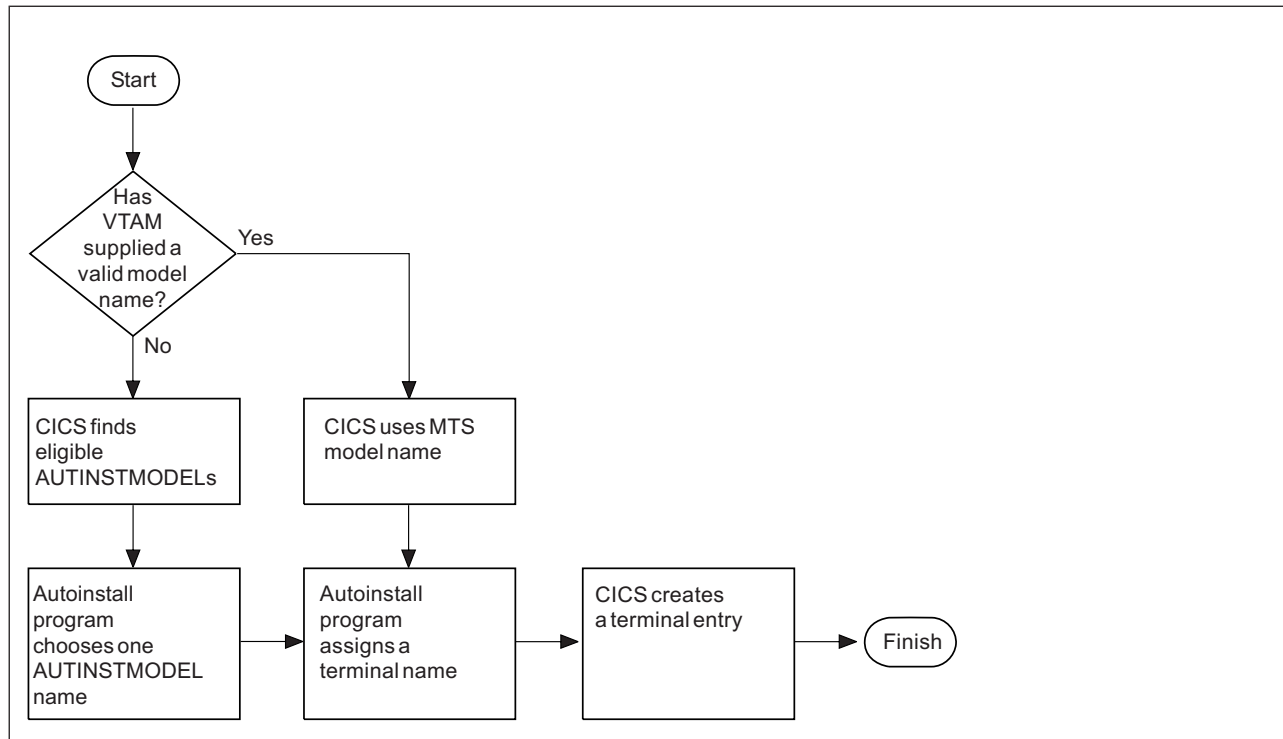 Start
Has
VTAM
supplied a
valid model
name?
Yes
No
CICS finds
eligible
AUTINSTMODELs
CICS uses MTS
model name
Autoinstall
program
chooses one
AUTINSTMODEL
name
Autoinstall
program
assigns a
terminal name
CICS creates
a terminal entry
Finish